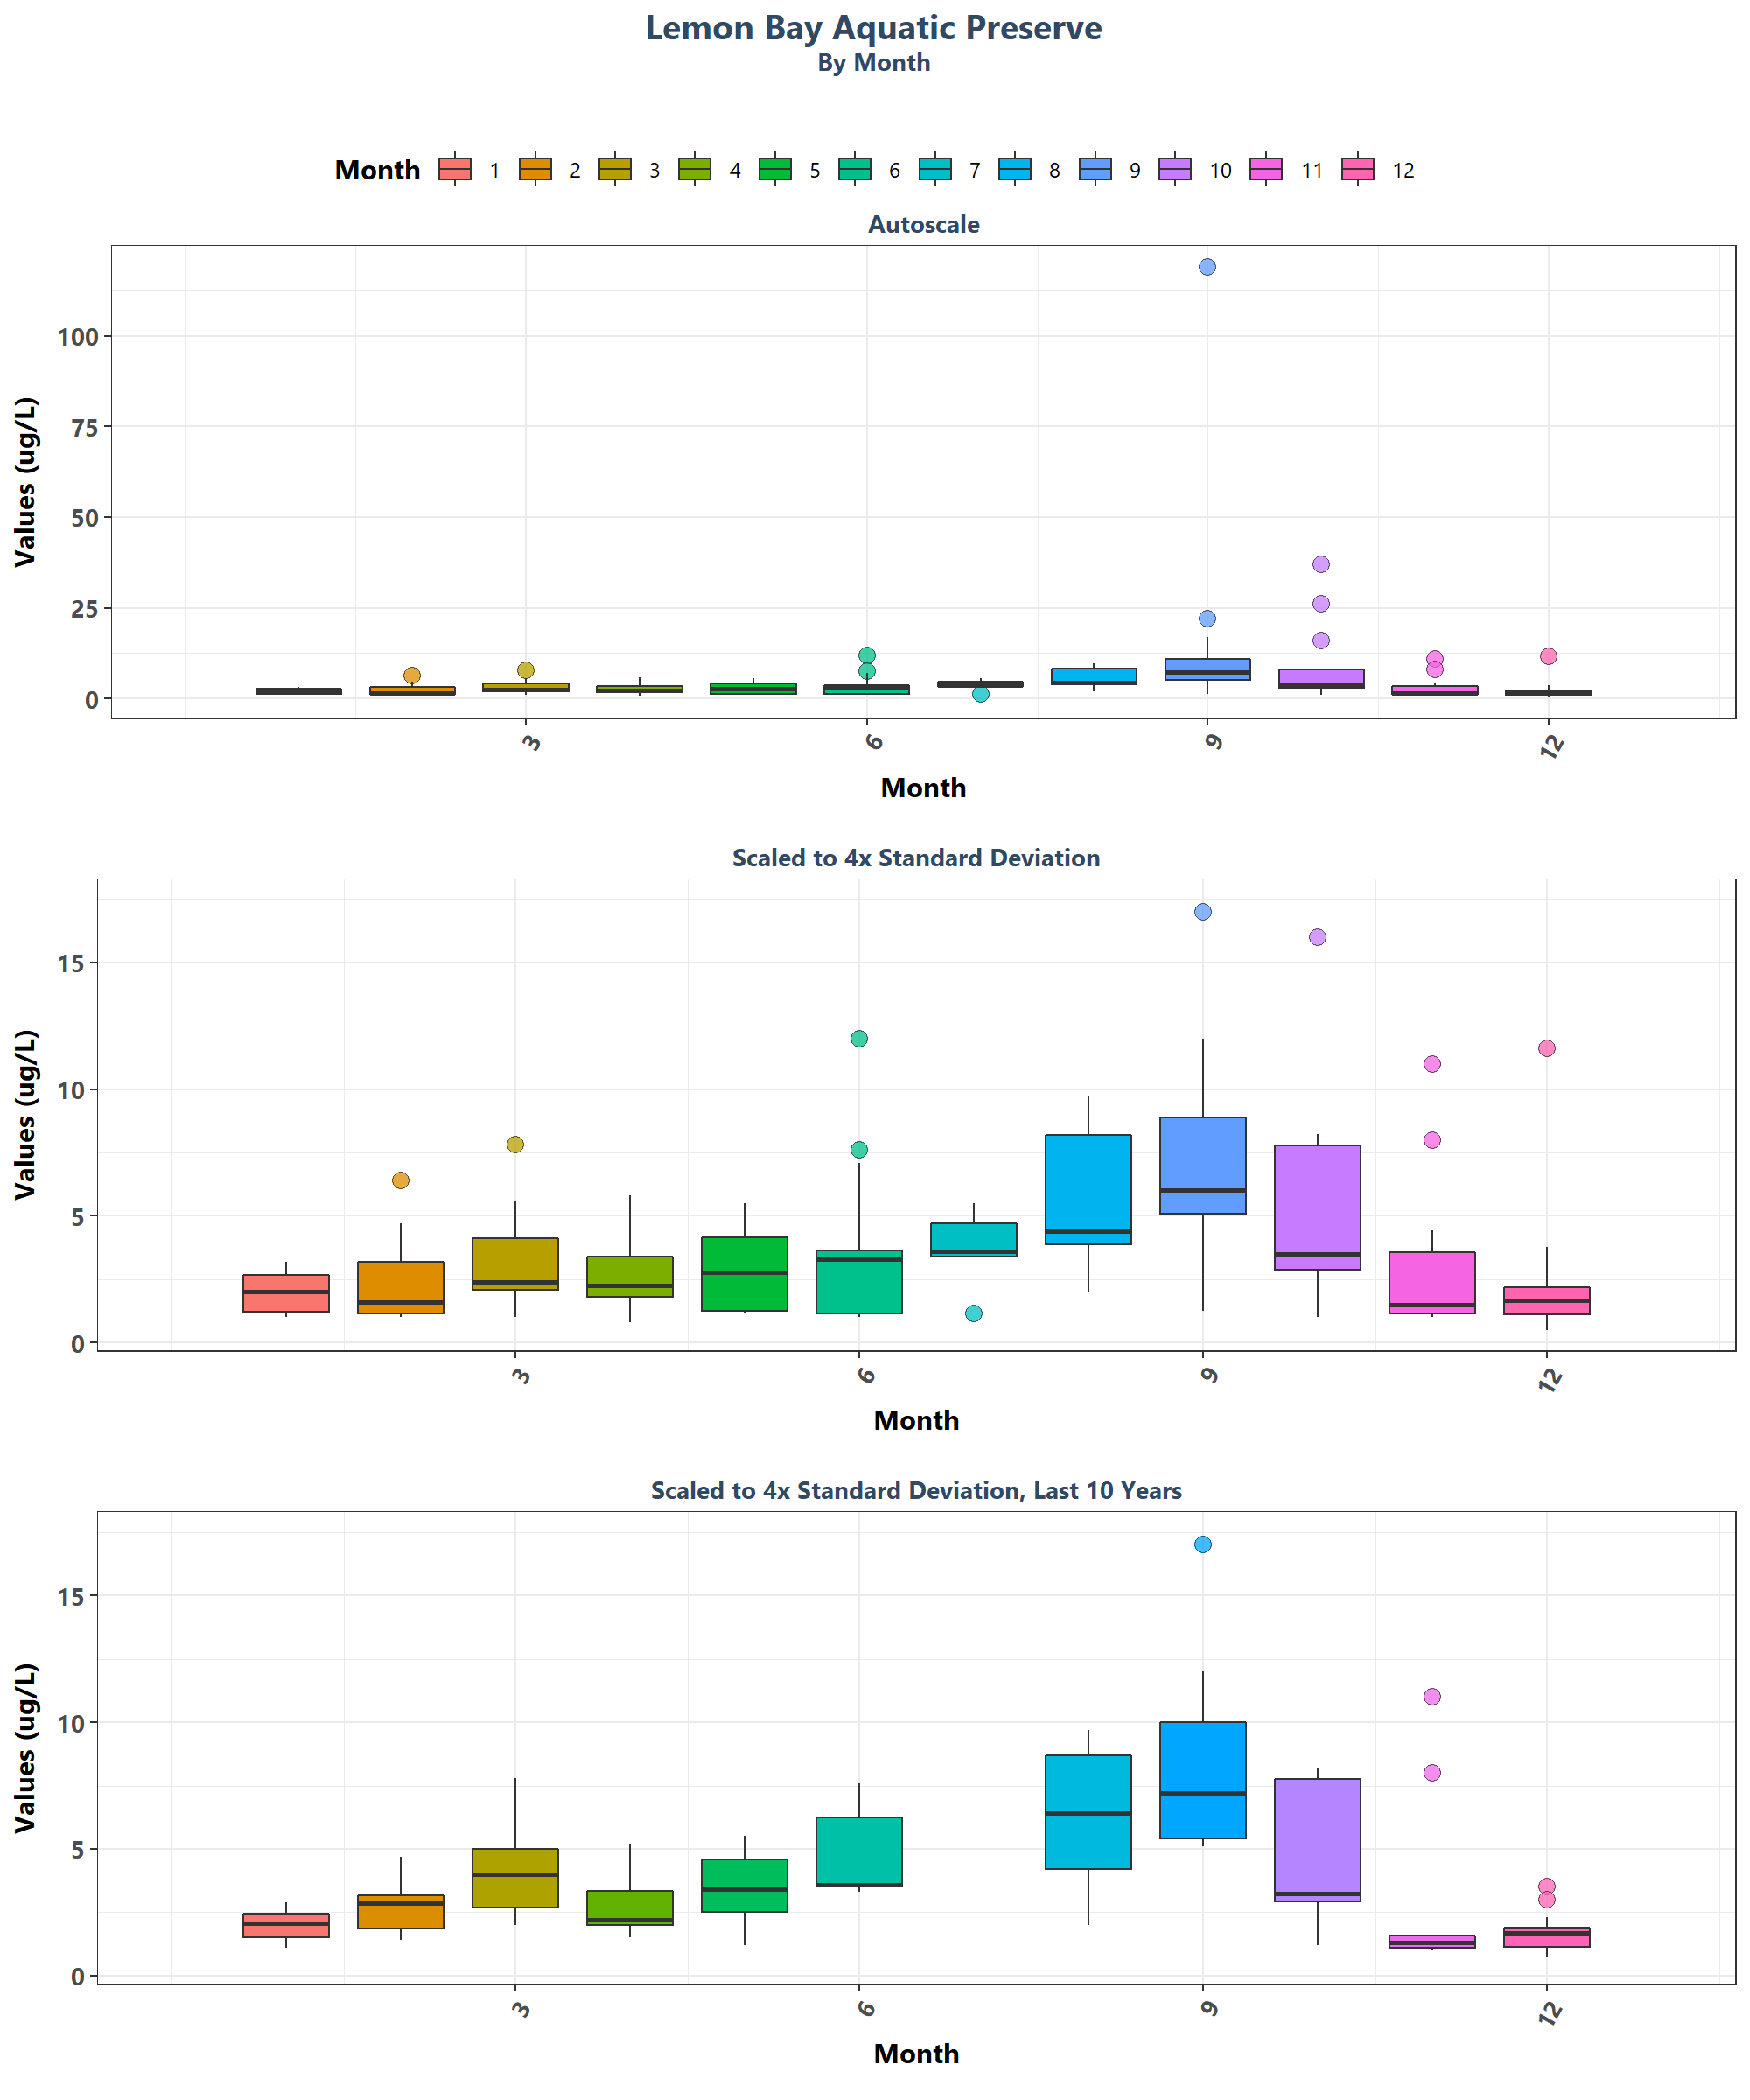 Lemon Bay Aquatic Preserve
By Month
Month 1 2 3 4 5 6 7 8 9 10 11 12
Autoscale
Values (ug/L)
100
75
50
25
0
3 6 9 12
Month
Scaled to 4x Standard Deviation
Values (ug/L)
15
10
5
0
3 6 9 12
Month
Scaled to 4x Standard Deviation, Last 10 Years
Values (ug/L)
15
10
5
0
3 6 9 12
Month